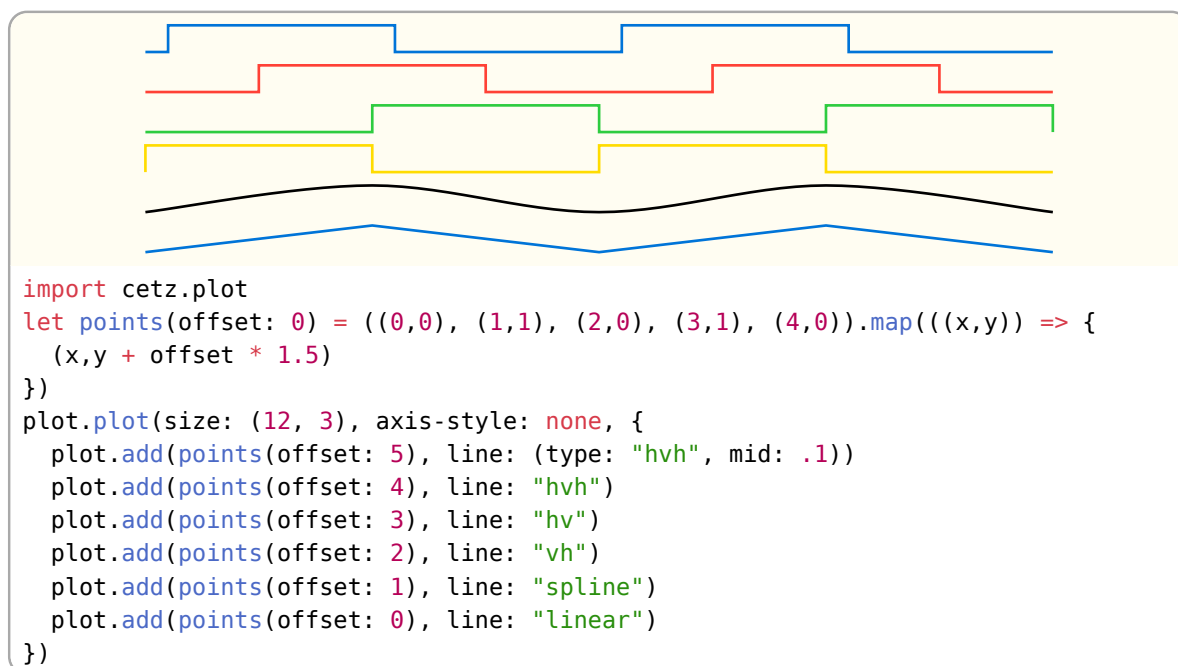 import cetz.plot
let points(offset: 0) = ((0,0), (1,1), (2,0), (3,1), (4,0)).map(((x,y)) => {
  (x,y + offset * 1.5)
})
plot.plot(size: (12, 3), axis-style: none, {
  plot.add(points(offset: 5), line: (type: "hvh", mid: .1))
  plot.add(points(offset: 4), line: "hvh")
  plot.add(points(offset: 3), line: "hv")
  plot.add(points(offset: 2), line: "vh")
  plot.add(points(offset: 1), line: "spline")
  plot.add(points(offset: 0), line: "linear")
})